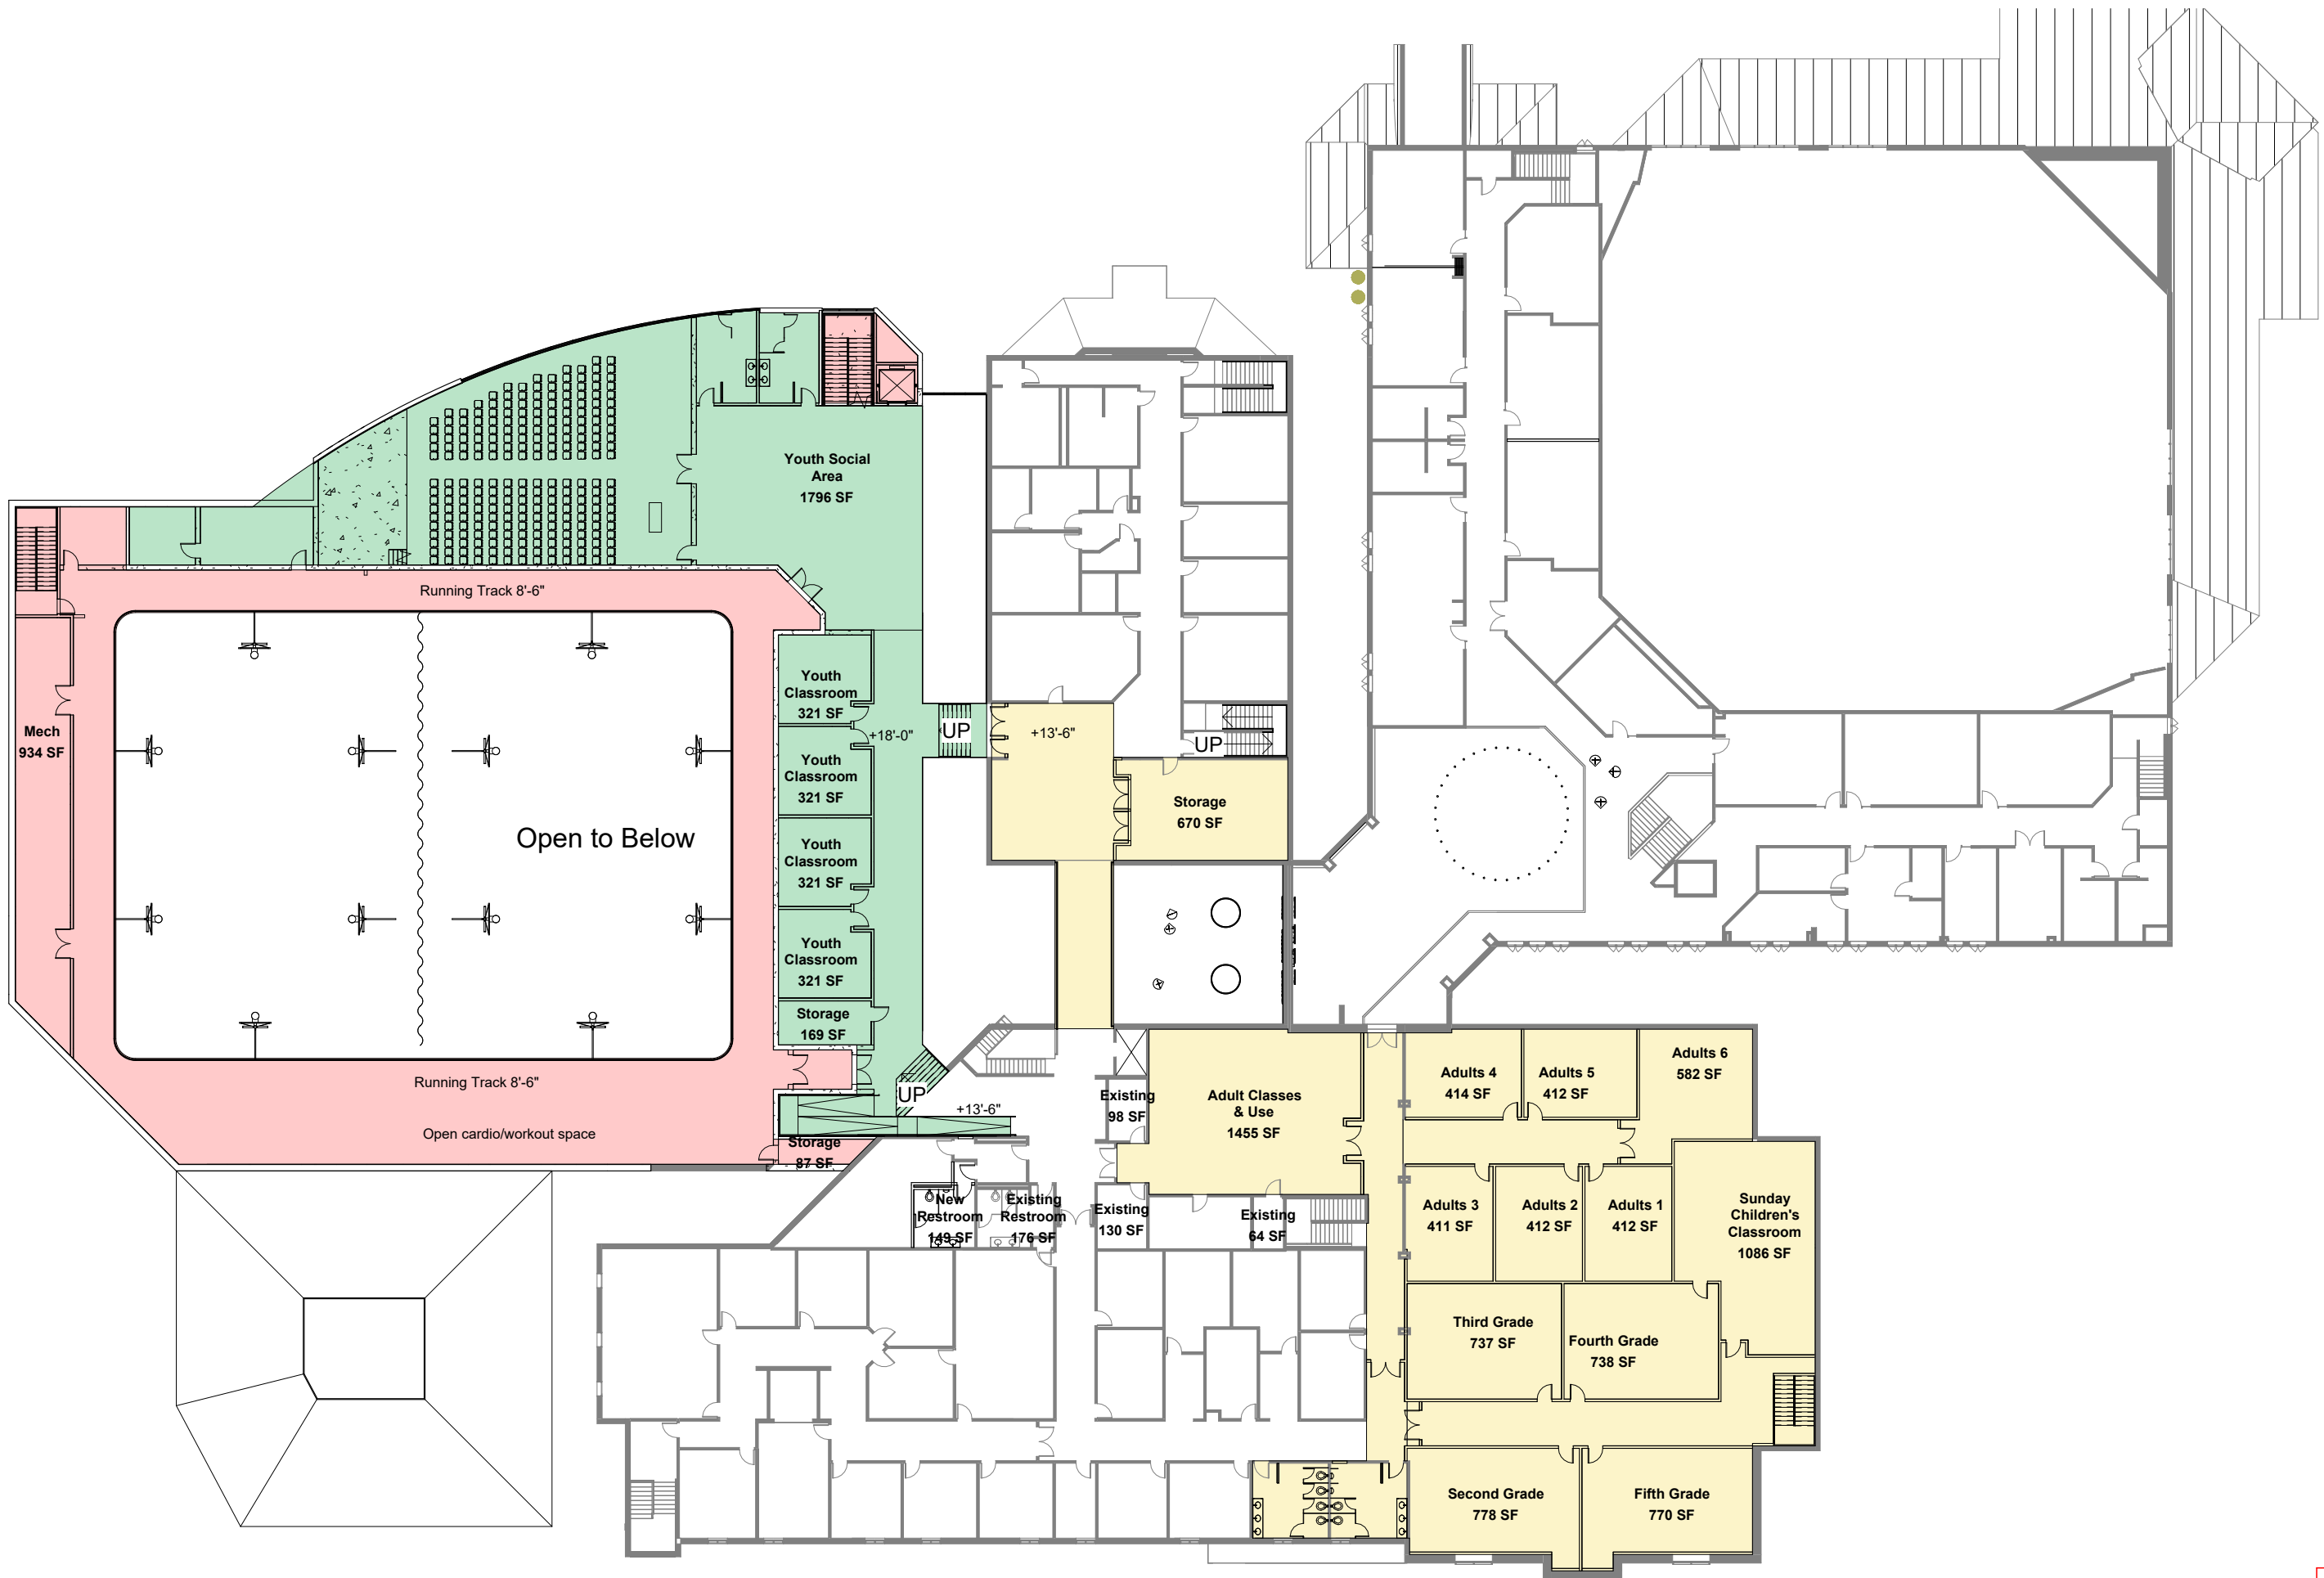 Youth Social
Area
1796 SF
Running Track 8'-6"
Youth
Classroom
321 SF
Mech
934 SF
+18'-0"
UP
+13'-6"
UP
Youth
Classroom
321 SF
Storage
670 SF
Open to Below
Youth
Classroom
321 SF
Youth
Classroom
321 SF
Storage
169 SF
Running Track 8'-6"
UP
+13'-6"
Open cardio/workout space
Storage
87 SF
Existing
98 SF
Adult Classes
& Use
1455 SF
Adults 4
414 SF
Adults 5
412 SF
Adults 6
582 SF
New
Restroom
149 SF
Existing
Restroom
176 SF
Existing
130 SF
Existing
64 SF
Adults 3
411 SF
Adults 2
412 SF
Adults 1
412 SF
Sunday
Children's
Classroom
1086 SF
Third Grade
737 SF
Fourth Grade
738 SF
Second Grade
778 SF
Fifth Grade
770 SF